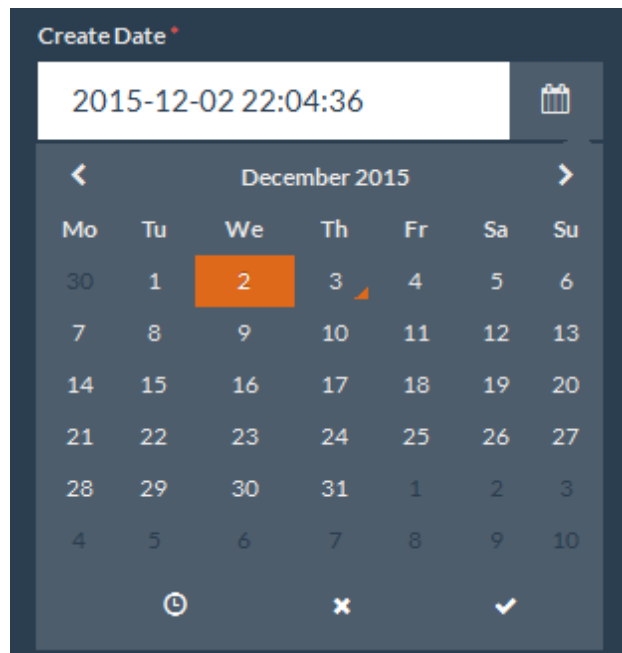 Create Date *
2015-12-02 22:04:36
December 2015
Mo Tu We Th Fr Sa Su
30 1 2 3 4 5 6
7 8 9 10 11 12 13
14 15 16 17 18 19 20
21 22 23 24 25 26 27
28 29 30 31 1 2 3
4 5 6 7 8 9 10